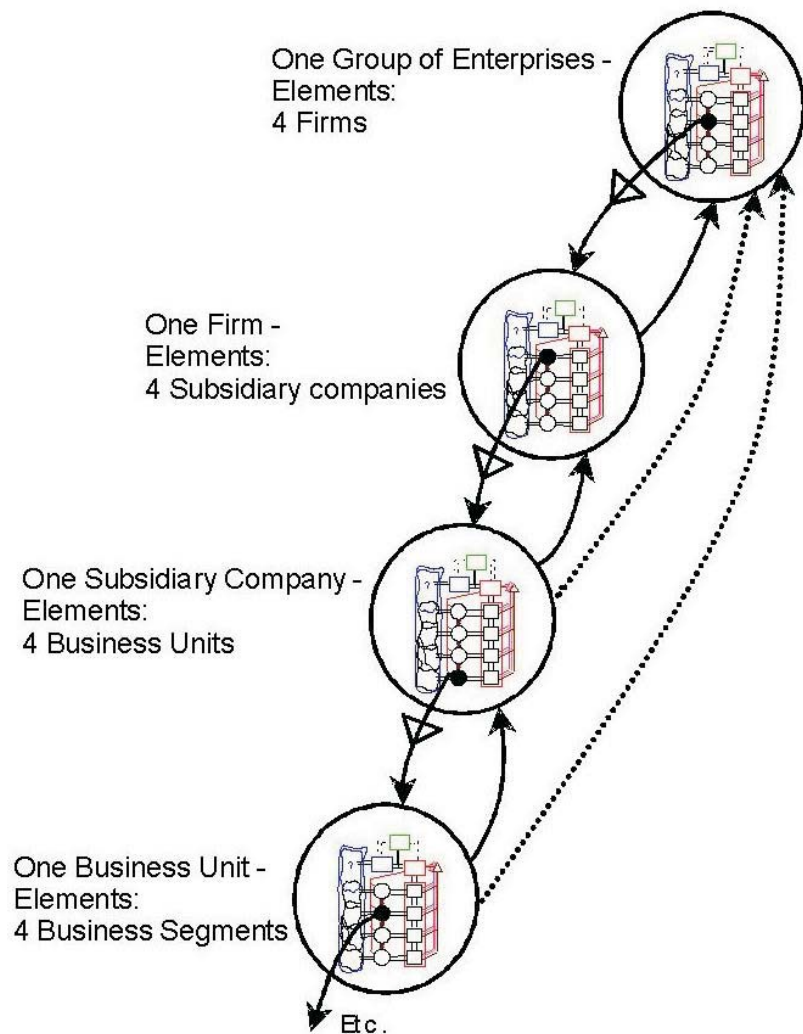 One Group of Enterprises -
Elements:
4 Firms
One Firm -
Elements:
4 Subsidiary companies
One Subsidiary Company -
Elements:
4 Business Units
One Business Unit -
Elements:
4 Business Segments
Etc.